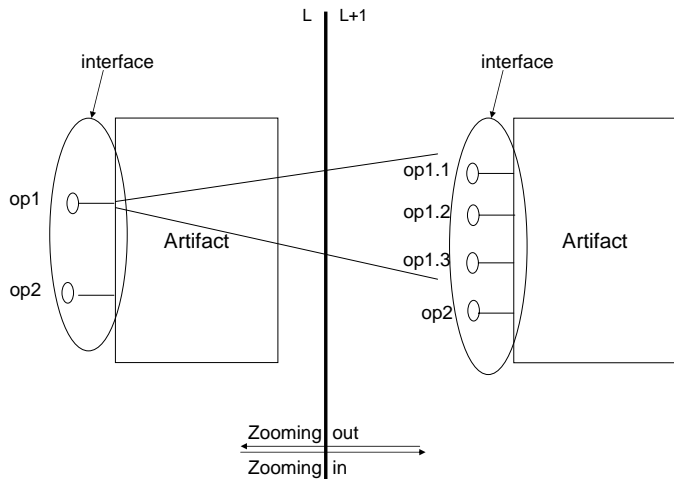 L L+1
interface
interface
op1
op1.1
op1.2
Artifact
Artifact
op1.3
op2
op2
Zooming out
Zooming in